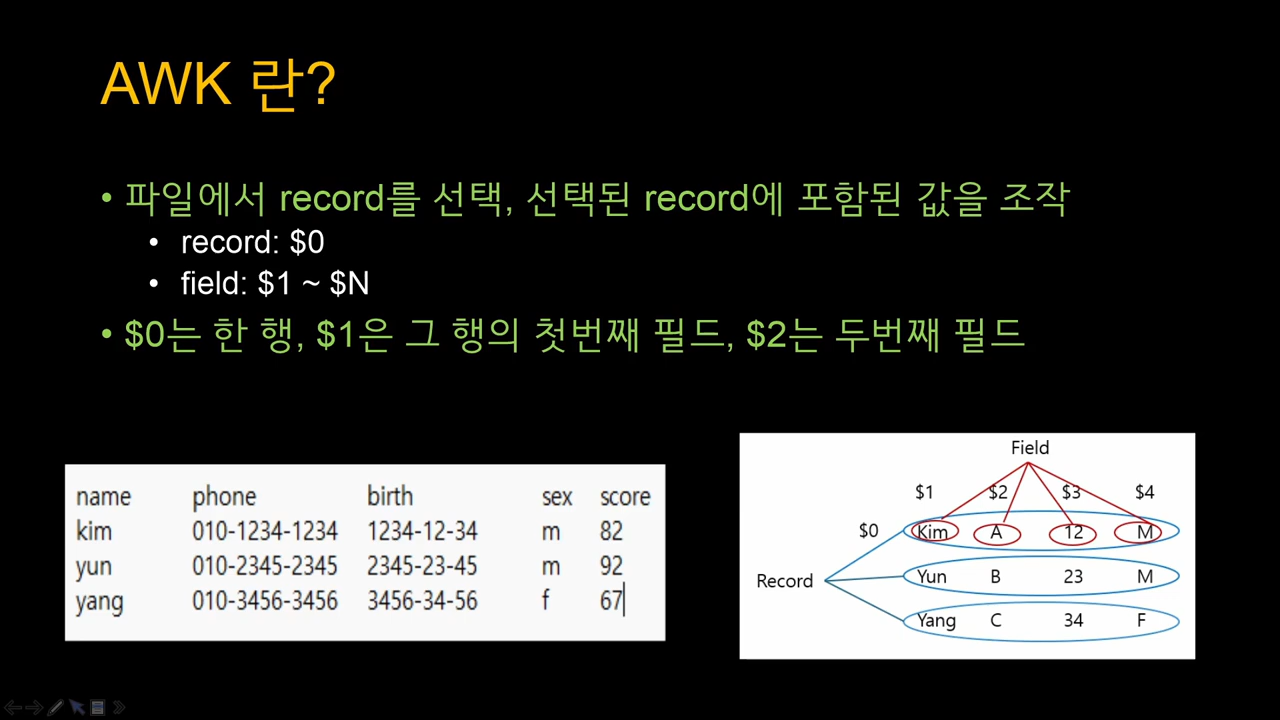 AWK 란?
• 파일에서 record를 선택, 선택된 record에 포함된 값을 조작
• record: $0
• field: $1 ~ $N
• $0는 한 행, $1은 그 행의 첫번째 필드, $2는 두번째 필드
name phone birth sex score
kim 010-1234-1234 1234-12-34 m 82
yun 010-2345-2345 2345-23-45 m 92
yang 010-3456-3456 3456-34-56 f 67
Field
$1 $2 $3 $4
$0 Kim A 12 M
Record Yun B 23 M
Yang C 34 F